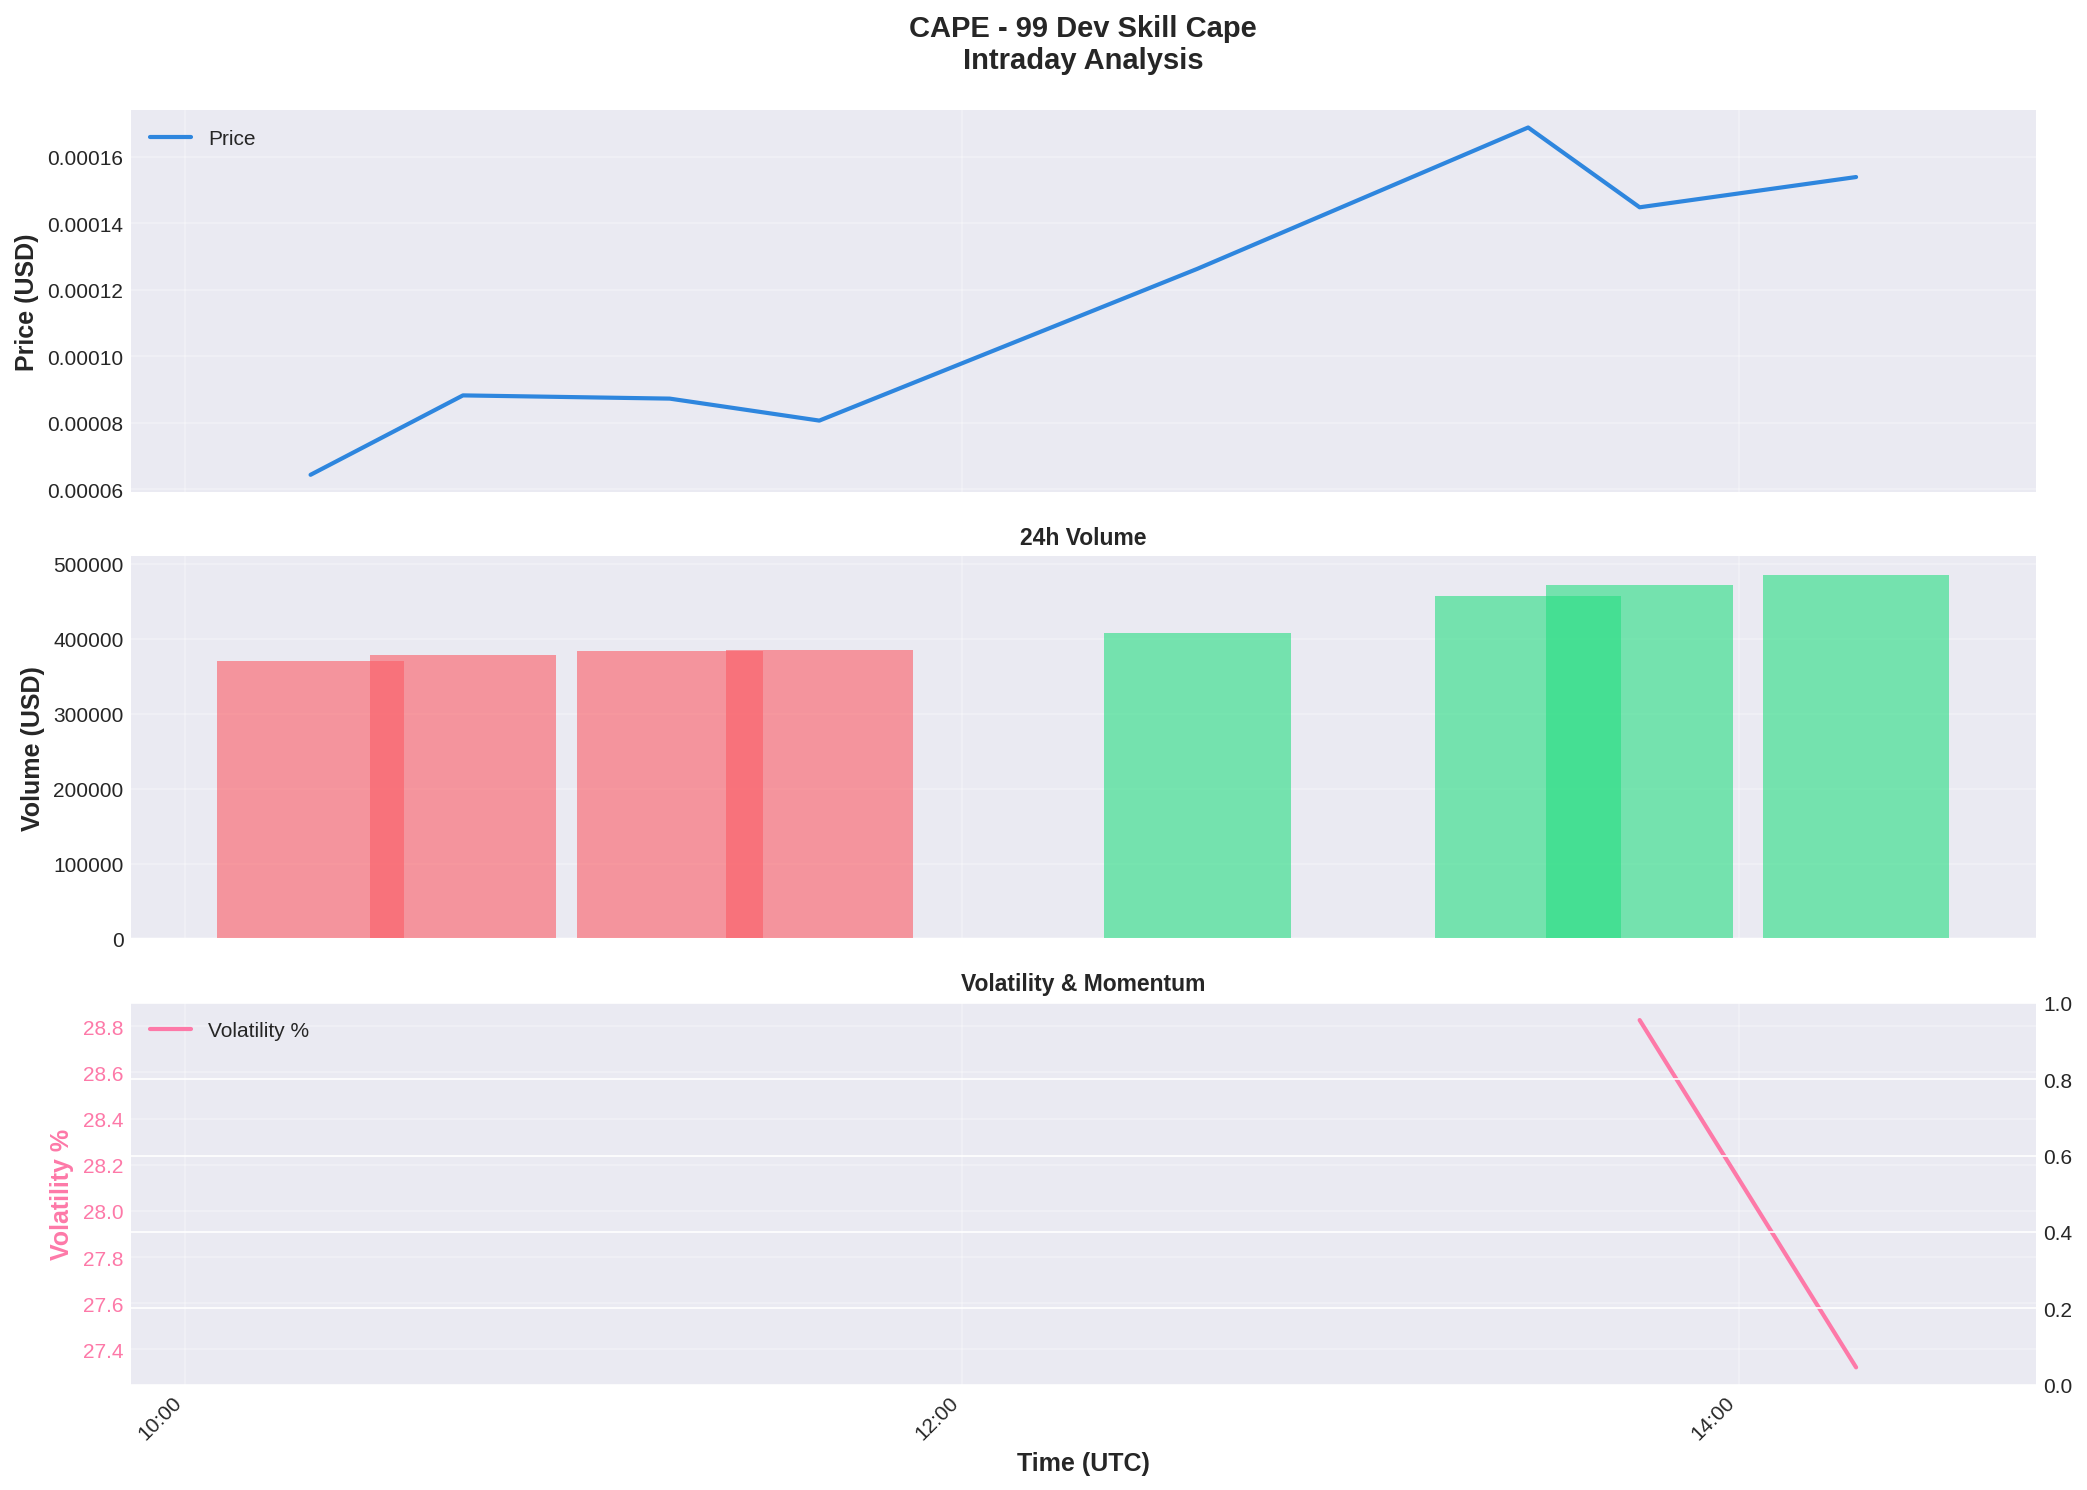 CAPE - 99 Dev Skill Cape
Intraday Analysis
Price
Price (USD)
0.00016
0.00014
0.00012
0.00010
0.00008
0.00006
24h Volume
Volume (USD)
500000
400000
300000
200000
100000
0
Volatility & Momentum
Volatility %
Volatility %
28.8
28.6
28.4
28.2
28.0
27.8
27.6
27.4
1.0
0.8
0.6
0.4
0.2
0.0
10:00
12:00
14:00
Time (UTC)